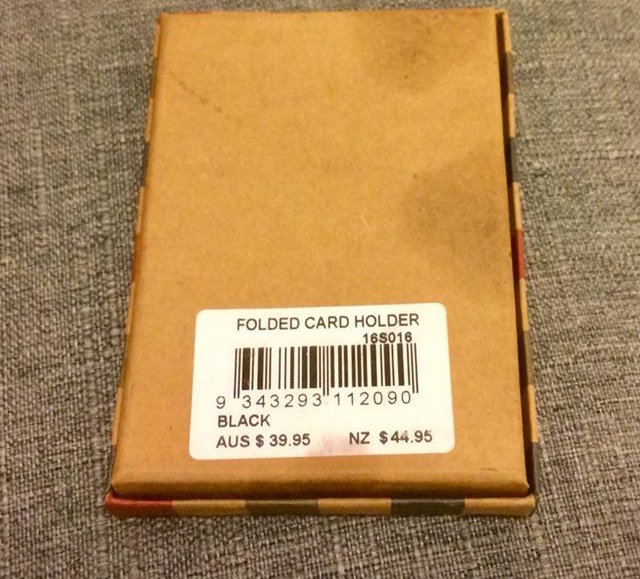 FOLDED CARD HOLDER
16S016
9 343293 112090
BLACK
AUS $ 39.95 NZ $44.95